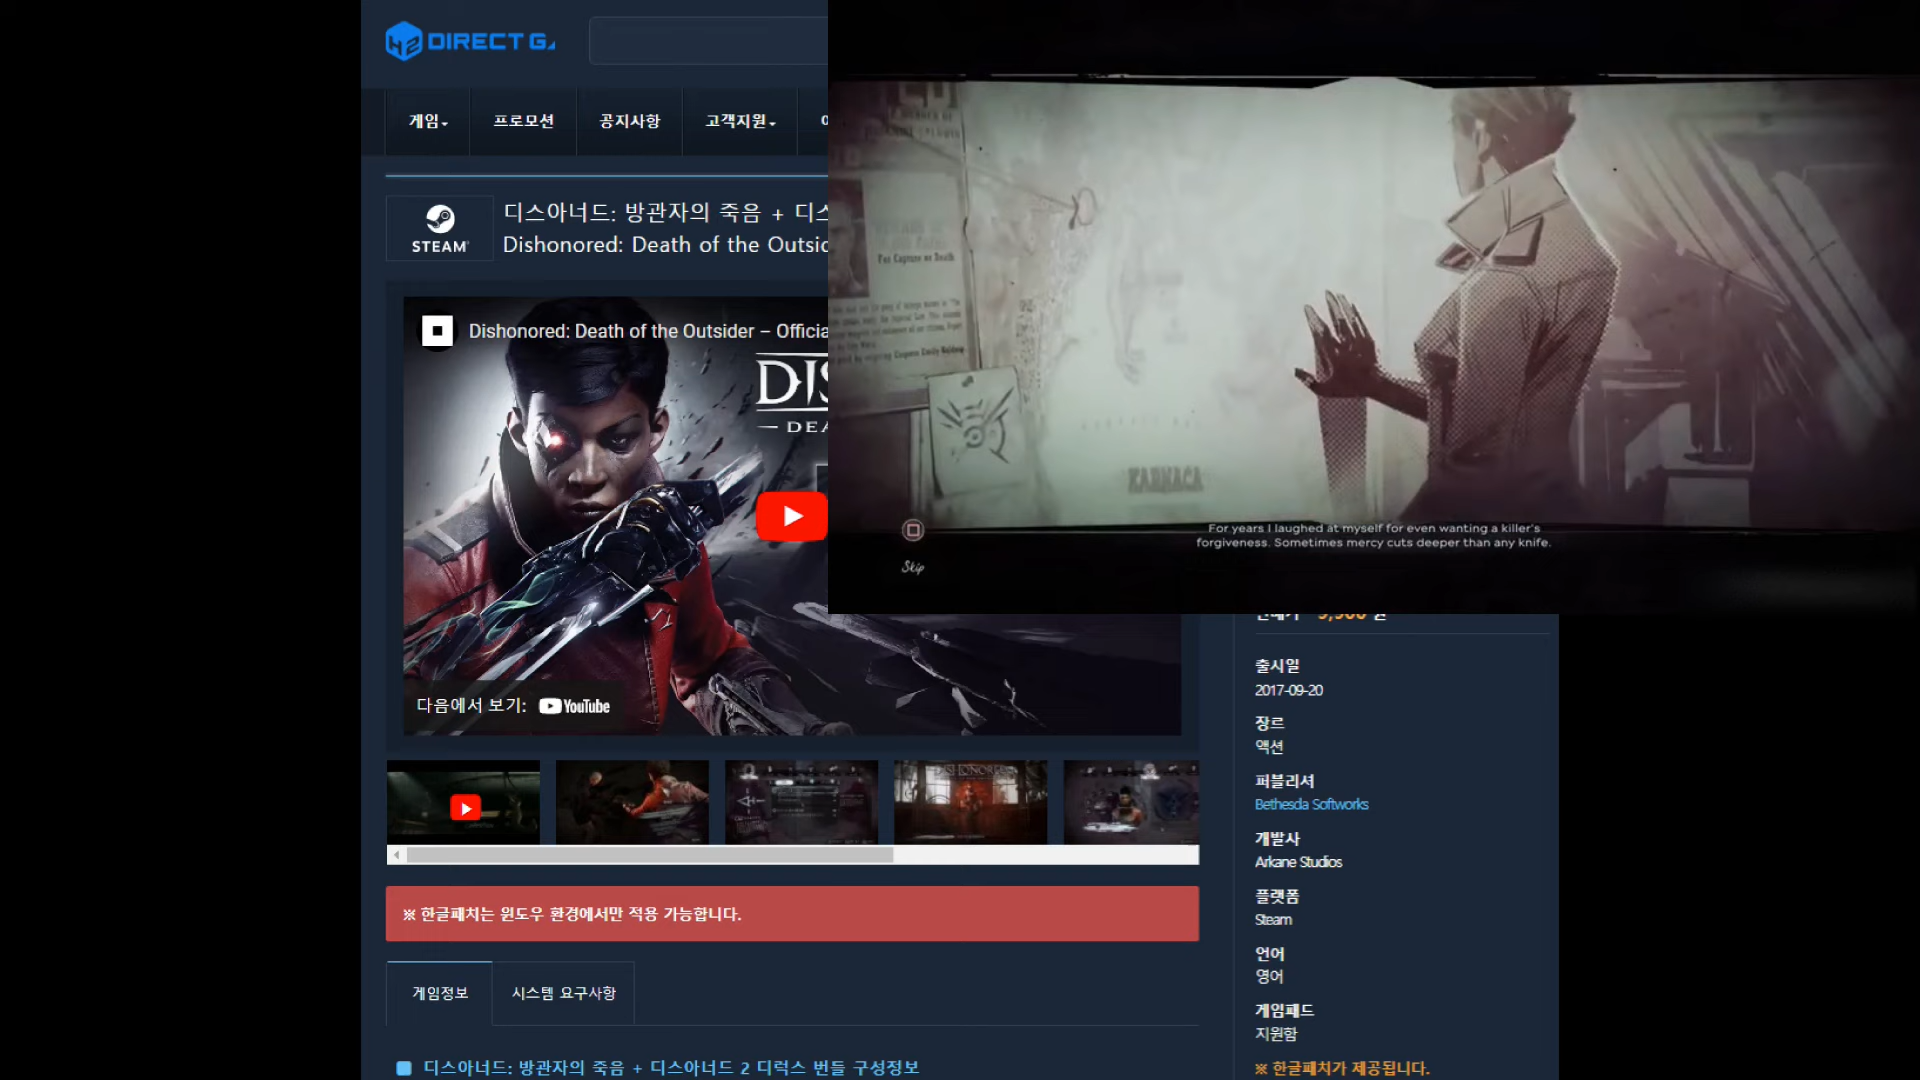 DIRECT G
게임
프로모션
공지사항
고객지원
STEAM
디스아너드: 방관자의 죽음 + 디스
Dishonored: Death of the Outsid
Dishonored: Death of the Outsider – Officia
DIS
DEA
다음에서 보기: YouTube
For Capture or Death
KARNACA
For years I laughed at myself for even wanting a killer's
forgiveness. Sometimes mercy cuts deeper than any knife.
Skip
출시일
2017-09-20
장르
액션
퍼블리셔
Bethesda Softworks
개발사
Arkane Studios
플랫폼
Steam
언어
영어
게임패드
지원함
※ 한글패치가 제공됩니다.
※ 한글패치는 윈도우 환경에서만 적용 가능합니다.
게임정보
시스템 요구사항
디스아너드: 방관자의 죽음 + 디스아너드 2 디럭스 번들 구성정보